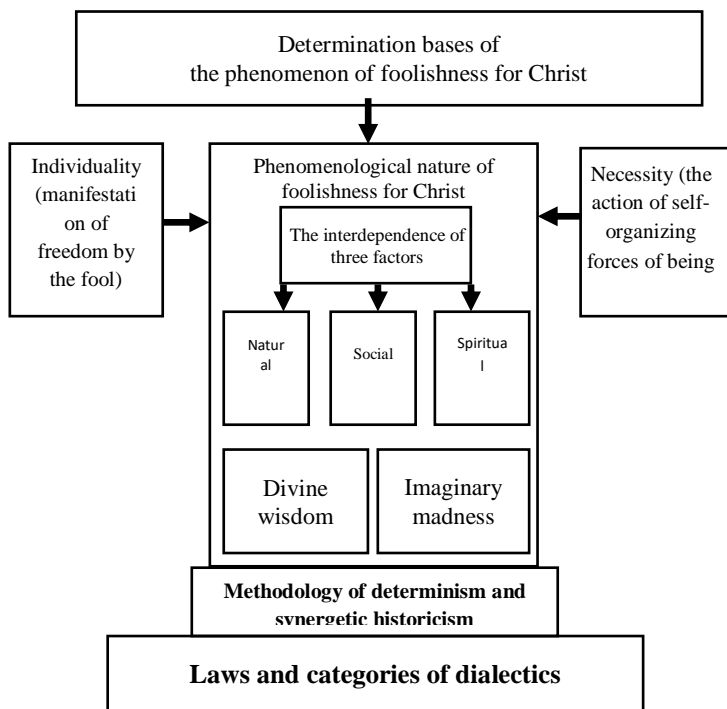 Determination bases of
the phenomenon of foolishness for Christ
Individuality
(manifestati
on of
freedom by
the fool)
Phenomenological nature of
foolishness for Christ
The interdependence of
three factors
Natur
al
Social
Spiritua
l
Divine
wisdom
Imaginary
madness
Necessity (the
action of self-
organizing
forces of being
Methodology of determinism and
synergetic historicism
Laws and categories of dialectics